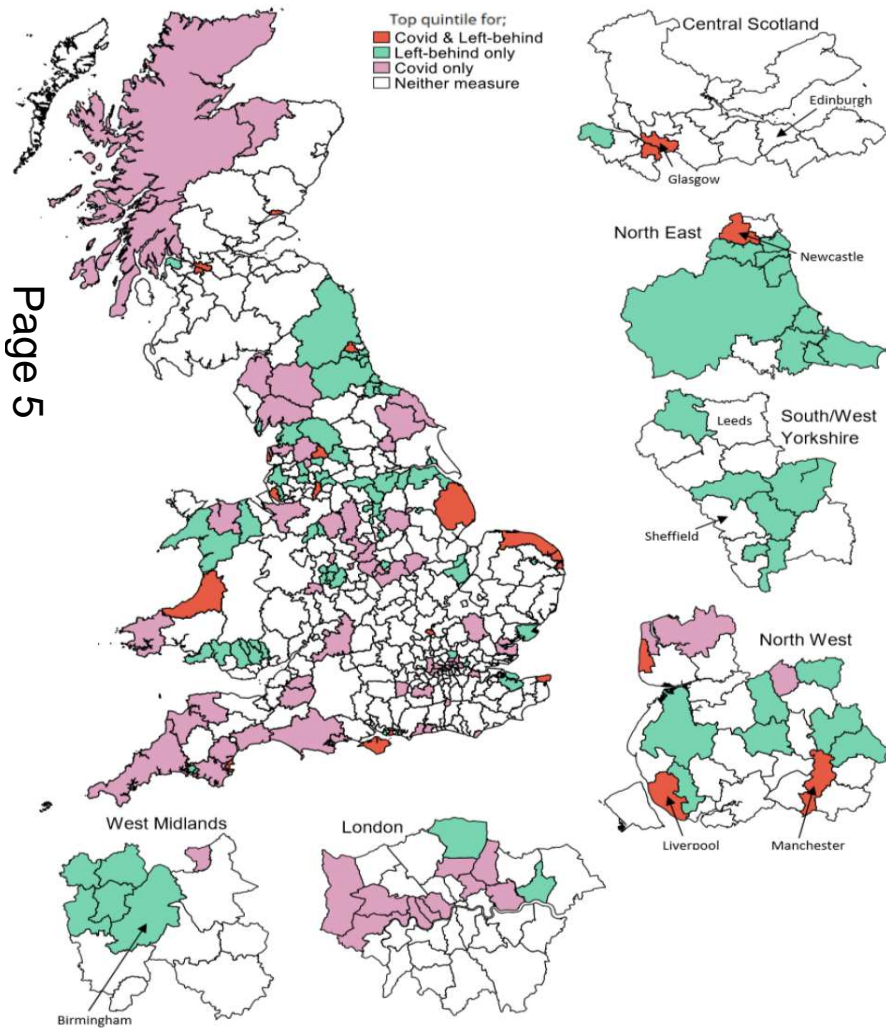 Top quintile for;
Covid & Left-behind
Left-behind only
Covid only
Neither measure
Central Scotland
Edinburgh
Glasgow
North East
Newcastle
Page 5
Leeds
South/West
Yorkshire
Sheffield
North West
Liverpool
Manchester
West Midlands
Birmingham
London